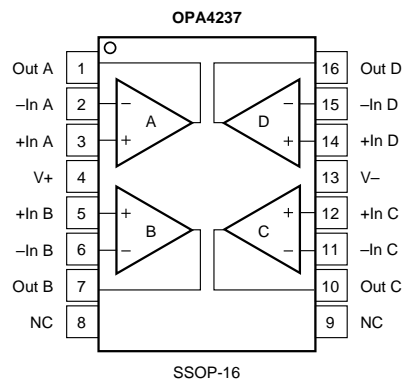 OPA4237
Out A 1 16 Out D
–In A 2 – – 15 –In D
A D
+In A 3 + + 14 +In D
V+ 4 13 V–
+In B 5 + + 12 +In C
B C
–In B 6 – – 11 –In C
Out B 7 10 Out C
NC 8 9 NC
SSOP-16